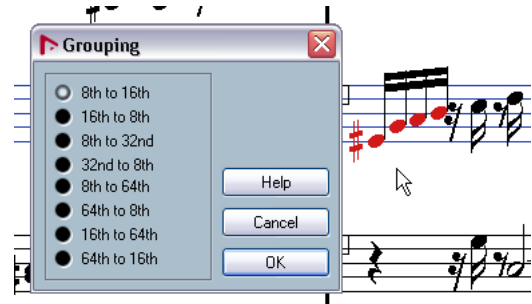 Grouping
8th to 16th
16th to 8th
8th to 32nd
32nd to 8th
8th to 64th
64th to 8th
16th to 64th
64th to 16th
Help
Cancel
OK